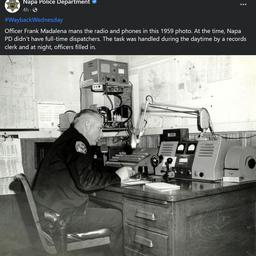 Napa Police Department
4h
#WaybackWednesday
Officer Frank Madalena mans the radio and phones in this 1959 photo. At the time, Napa
PD didn't have full-time dispatchers. The task was handled during the daytime by a records
clerk and at night, officers filled in.